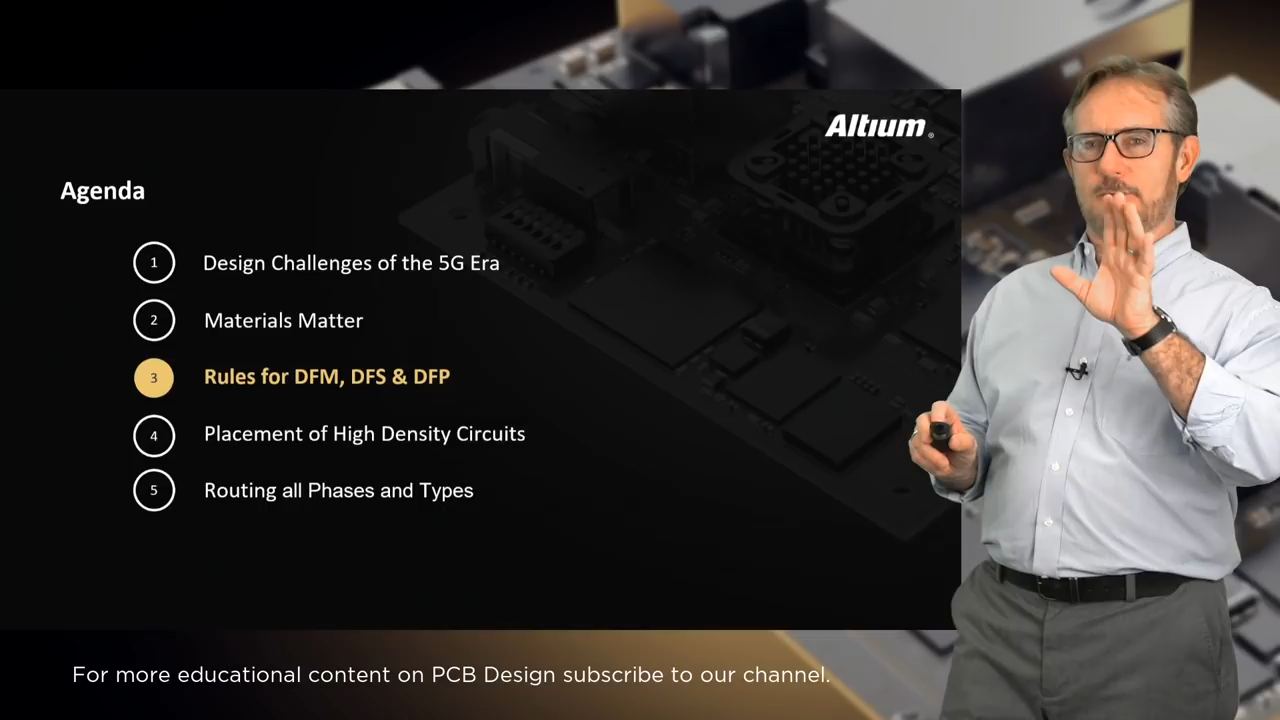 Altium®
Agenda
1 Design Challenges of the 5G Era
2 Materials Matter
3 Rules for DFM, DFS & DFP
4 Placement of High Density Circuits
5 Routing all Phases and Types
For more educational content on PCB Design subscribe to our channel.